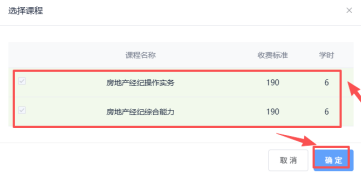 选择课程 ×
课程名称 收费标准 学时
房地产经纪操作实务 190 6
房地产经纪综合能力 190 6
取消 确定